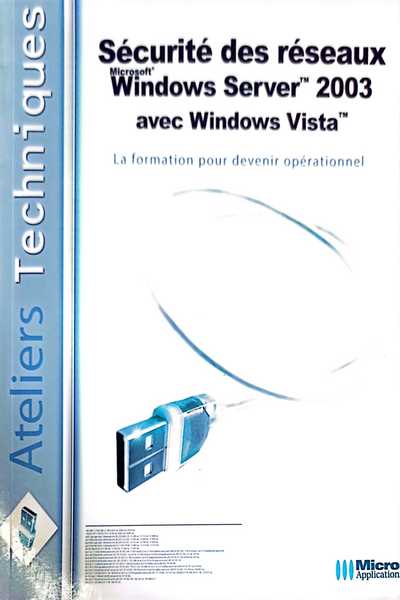 Sécurité des réseaux
Microsoft®
Windows Server™ 2003
avec Windows Vista™
La formation pour devenir opérationnel
Ateliers Techniques
Micro
Application